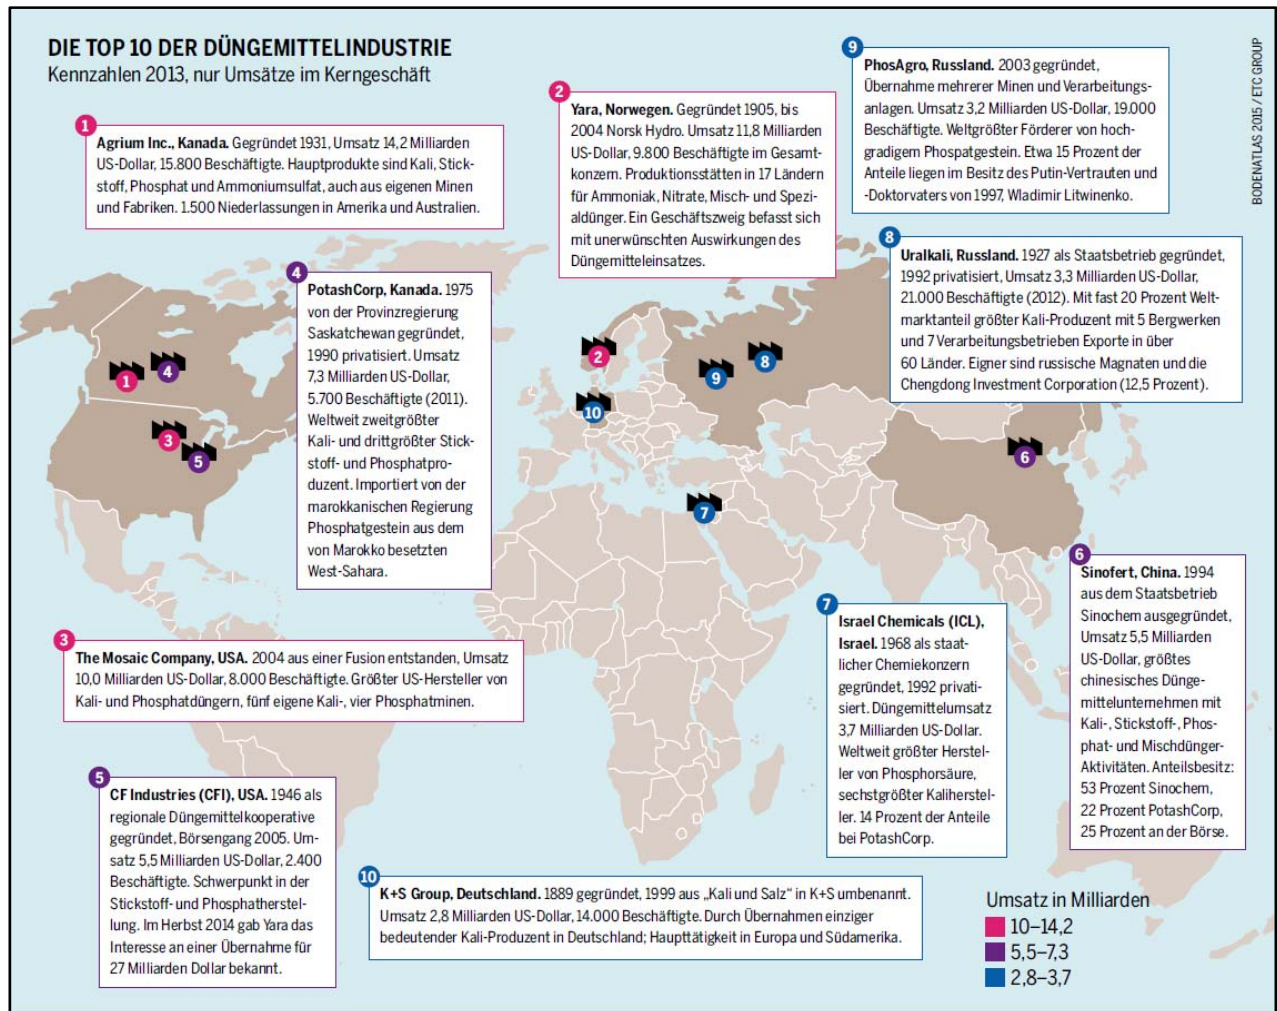 DIE TOP 10 DER DÜNGEMITTELINDUSTRIE
Kennzahlen 2013, nur Umsätze im Kerngeschäft
BODENATLAS 2015 / ETC GROUP
1
Agrium Inc., Kanada. Gegründet 1931, Umsatz 14,2 Milliarden
US-Dollar, 15.800 Beschäftigte. Hauptprodukte sind Kali, Stick-
stoff, Phosphat und Ammoniumsulfat, auch aus eigenen Minen
und Fabriken. 1.500 Niederlassungen in Amerika und Australien.
2
Yara, Norwegen. Gegründet 1905, bis
2004 Norsk Hydro. Umsatz 11,8 Milliarden
US-Dollar, 9.800 Beschäftigte im Gesamt-
konzern. Produktionsstätten in 17 Ländern
für Ammoniak, Nitrate, Misch- und Spezi-
aldünger. Ein Geschäftszweig befasst sich
mit unerwünschten Auswirkungen des
Düngemitteleinsatzes.
9
PhosAgro, Russland. 2003 gegründet,
Übernahme mehrerer Minen und Verarbeitungs-
anlagen. Umsatz 3,2 Milliarden US-Dollar, 19.000
Beschäftigte. Weltgrößter Förderer von hoch-
gradigem Phospatgestein. Etwa 15 Prozent der
Anteile liegen im Besitz des Putin-Vertrauten und
-Doktorvaters von 1997, Wladimir Litwinenko.
8
Uralkali, Russland. 1927 als Staatsbetrieb gegründet,
1992 privatisiert, Umsatz 3,3 Milliarden US-Dollar,
21.000 Beschäftigte (2012). Mit fast 20 Prozent Welt-
marktanteil größter Kali-Produzent mit 5 Bergwerken
und 7 Verarbeitungsbetrieben Exporte in über
60 Länder. Eigner sind russische Magnaten und die
Chengdong Investment Corporation (12,5 Prozent).
4
PotashCorp, Kanada. 1975
von der Provinzregierung
Saskatchewan gegründet,
1990 privatisiert. Umsatz
7,3 Milliarden US-Dollar,
5.700 Beschäftigte (2011).
Weltweit zweitgrößter
Kali- und drittgrößter Stick-
stoff- und Phosphatpro-
duzent. Importiert von der
marokkanischen Regierung
Phosphatgestein aus dem
von Marokko besetzten
West-Sahara.
1
4
3
5
2
10
9
8
7
6
3
The Mosaic Company, USA. 2004 aus einer Fusion entstanden, Umsatz
10,0 Milliarden US-Dollar, 8.000 Beschäftigte. Größter US-Hersteller von
Kali- und Phosphatdüngern, fünf eigene Kali-, vier Phosphatminen.
7
Israel Chemicals (ICL),
Israel. 1968 als staat-
licher Chemiekonzern
gegründet, 1992 privati-
siert. Düngemittelumsatz
3,7 Milliarden US-Dollar.
Weltweit größter Herstel-
ler von Phosphorsäure,
sechstgrößter Kaliherstel-
ler. 14 Prozent der Anteile
bei PotashCorp.
6
Sinofert, China. 1994
aus dem Staatsbetrieb
Sinochem ausgegründet,
Umsatz 5,5 Milliarden
US-Dollar, größtes
chinesisches Dünge-
mittelunternehmen mit
Kali-, Stickstoff-, Phos-
phat- und Mischdünger-
Aktivitäten. Anteilsbesitz:
53 Prozent Sinochem,
22 Prozent PotashCorp,
25 Prozent an der Börse.
5
CF Industries (CFI), USA. 1946 als
regionale Düngemittelkooperative
gegründet, Börsengang 2005. Um-
satz 5,5 Milliarden US-Dollar, 2.400
Beschäftigte. Schwerpunkt in der
Stickstoff- und Phosphatherstel-
lung. Im Herbst 2014 gab Yara das
Interesse an einer Übernahme für
27 Milliarden Dollar bekannt.
10
K+S Group, Deutschland. 1889 gegründet, 1999 aus „Kali und Salz“ in K+S umbenannt.
Umsatz 2,8 Milliarden US-Dollar, 14.000 Beschäftigte. Durch Übernahmen einziger
bedeutender Kali-Produzent in Deutschland; Haupttätigkeit in Europa und Südamerika.
Umsatz in Milliarden
10–14,2
5,5–7,3
2,8–3,7